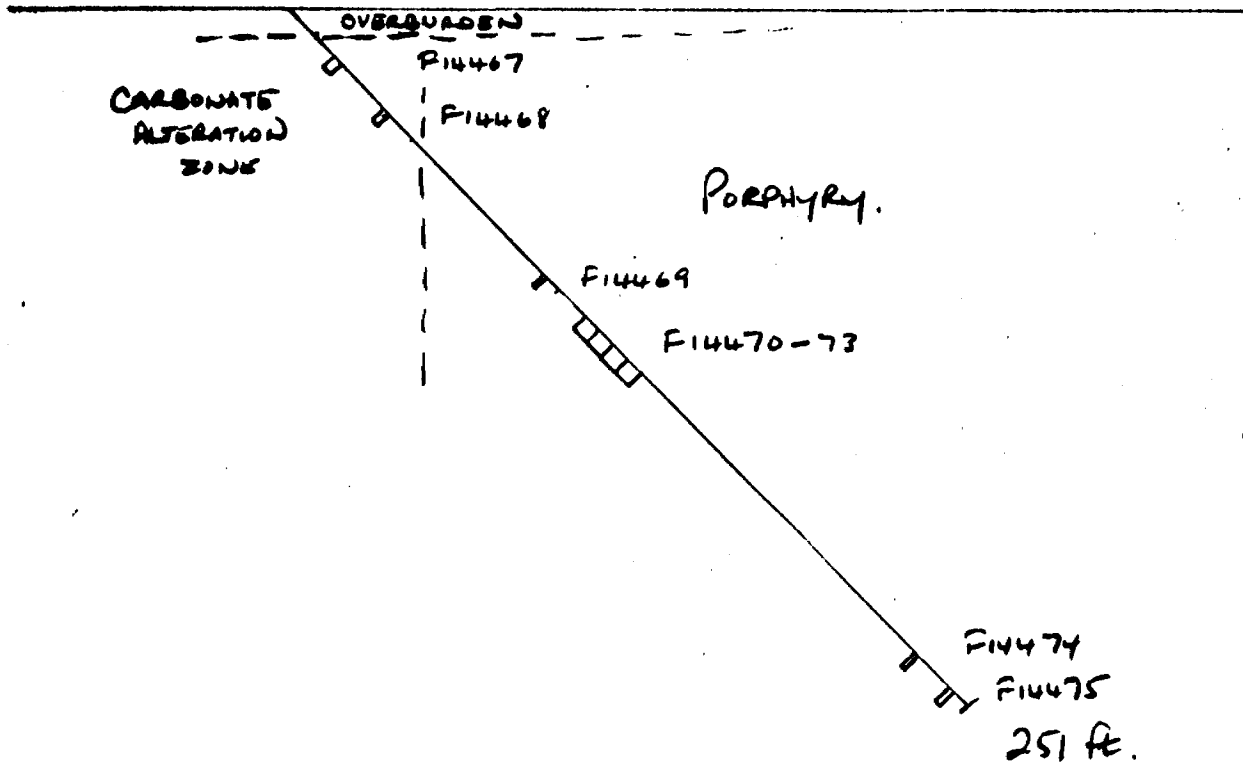 OVERBURDEN
F14467
CARBONATE
ALTERATION
ZONE
F14468
PORPHYRY.
F14469
F14470-73
F14474
F14475
251 ft.